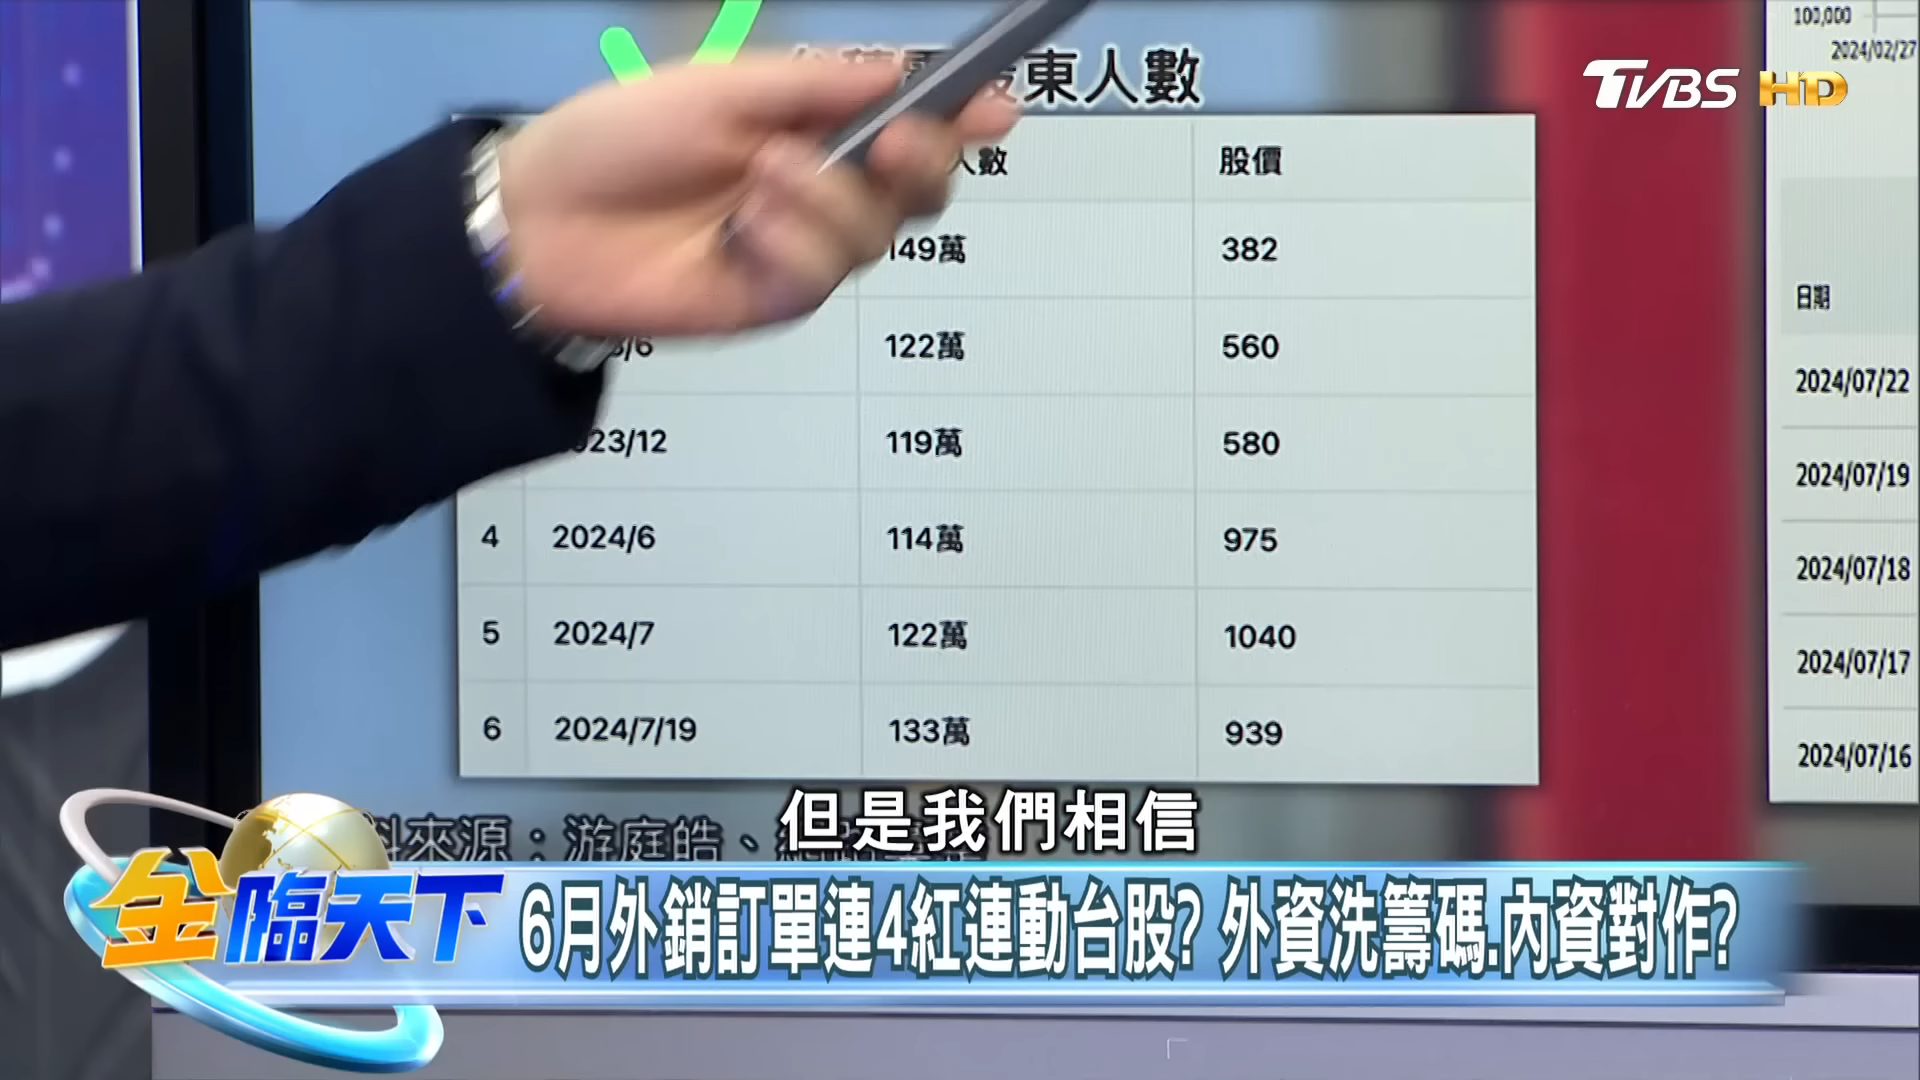 100,000
2024/02/27
TVBS HD
股東人數
人數 股價
149萬 382
/6 122萬 560
23/12 119萬 580
4 2024/6 114萬 975
5 2024/7 122萬 1040
6 2024/7/19 133萬 939
日期
2024/07/22
2024/07/19
2024/07/18
2024/07/17
2024/07/16
料來源：游庭皓、
但是我們相信
金臨天下
6月外銷訂單連4紅連動台股? 外資洗籌碼.內資對作?